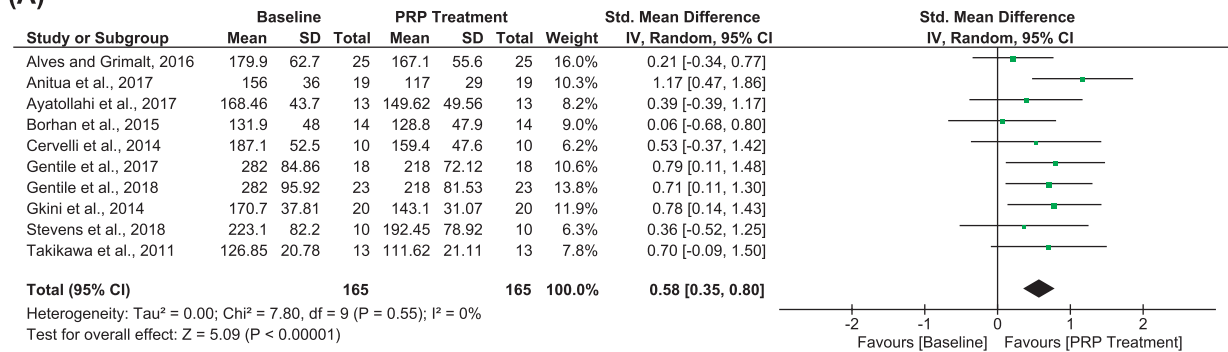 (A)
Baseline PRP Treatment Std. Mean Difference Std. Mean Difference
Study or Subgroup Mean SD Total Mean SD Total Weight IV, Random, 95% CI IV, Random, 95% CI
Alves and Grimalt, 2016 179.9 62.7 25 167.1 55.6 25 16.0% 0.21 [-0.34, 0.77]
Anitua et al., 2017 156 36 19 117 29 19 10.3% 1.17 [0.47, 1.86]
Ayatollahi et al., 2017 168.46 43.7 13 149.62 49.56 13 8.2% 0.39 [-0.39, 1.17]
Borhan et al., 2015 131.9 48 14 128.8 47.9 14 9.0% 0.06 [-0.68, 0.80]
Cervelli et al., 2014 187.1 52.5 10 159.4 47.6 10 6.2% 0.53 [-0.37, 1.42]
Gentile et al., 2017 282 84.86 18 218 72.12 18 10.6% 0.79 [0.11, 1.48]
Gentile et al., 2018 282 95.92 23 218 81.53 23 13.8% 0.71 [0.11, 1.30]
Gkini et al., 2014 170.7 37.81 20 143.1 31.07 20 11.9% 0.78 [0.14, 1.43]
Stevens et al., 2018 223.1 82.2 10 192.45 78.92 10 6.3% 0.36 [-0.52, 1.25]
Takikawa et al., 2011 126.85 20.78 13 111.62 21.11 13 7.8% 0.70 [-0.09, 1.50]
Total (95% CI) 165 165 100.0% 0.58 [0.35, 0.80]
Heterogeneity: Tau² = 0.00; Chi² = 7.80, df = 9 (P = 0.55); I² = 0%
Test for overall effect: Z = 5.09 (P < 0.00001)
-2 -1 0 1 2
Favours [Baseline] Favours [PRP Treatment]